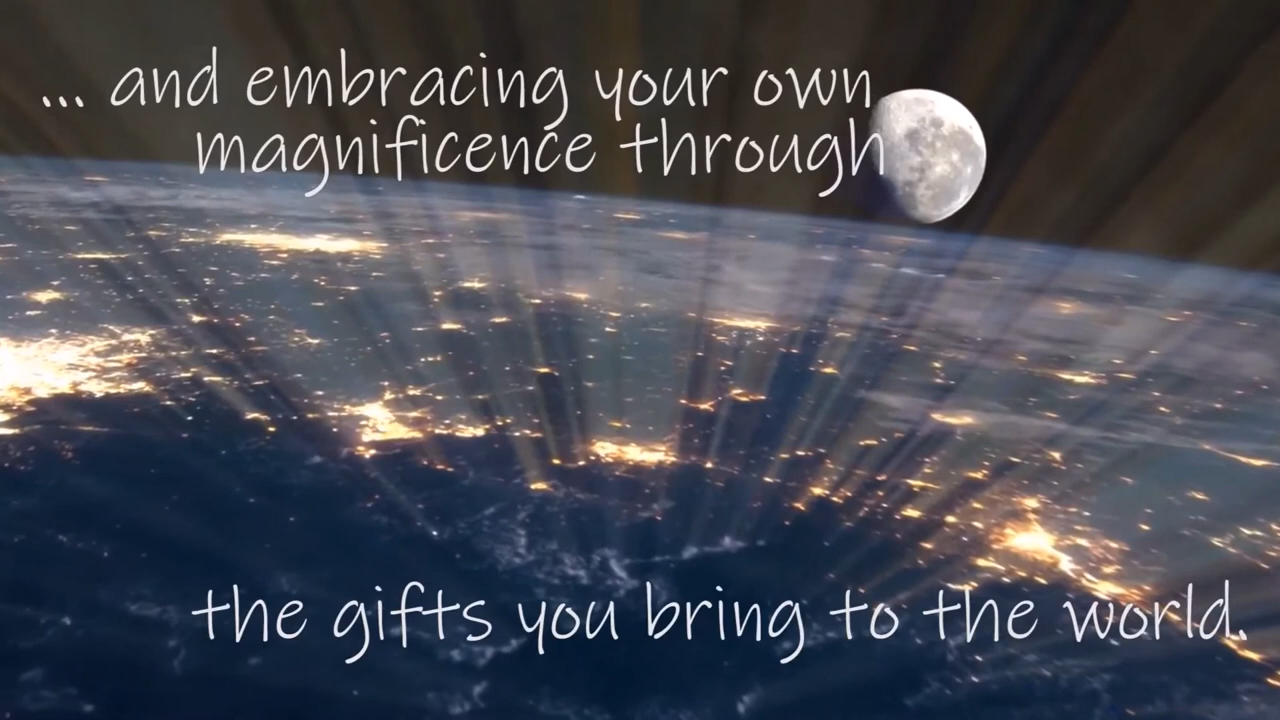 ... and embracing your own
magnificence through
the gifts you bring to the world.